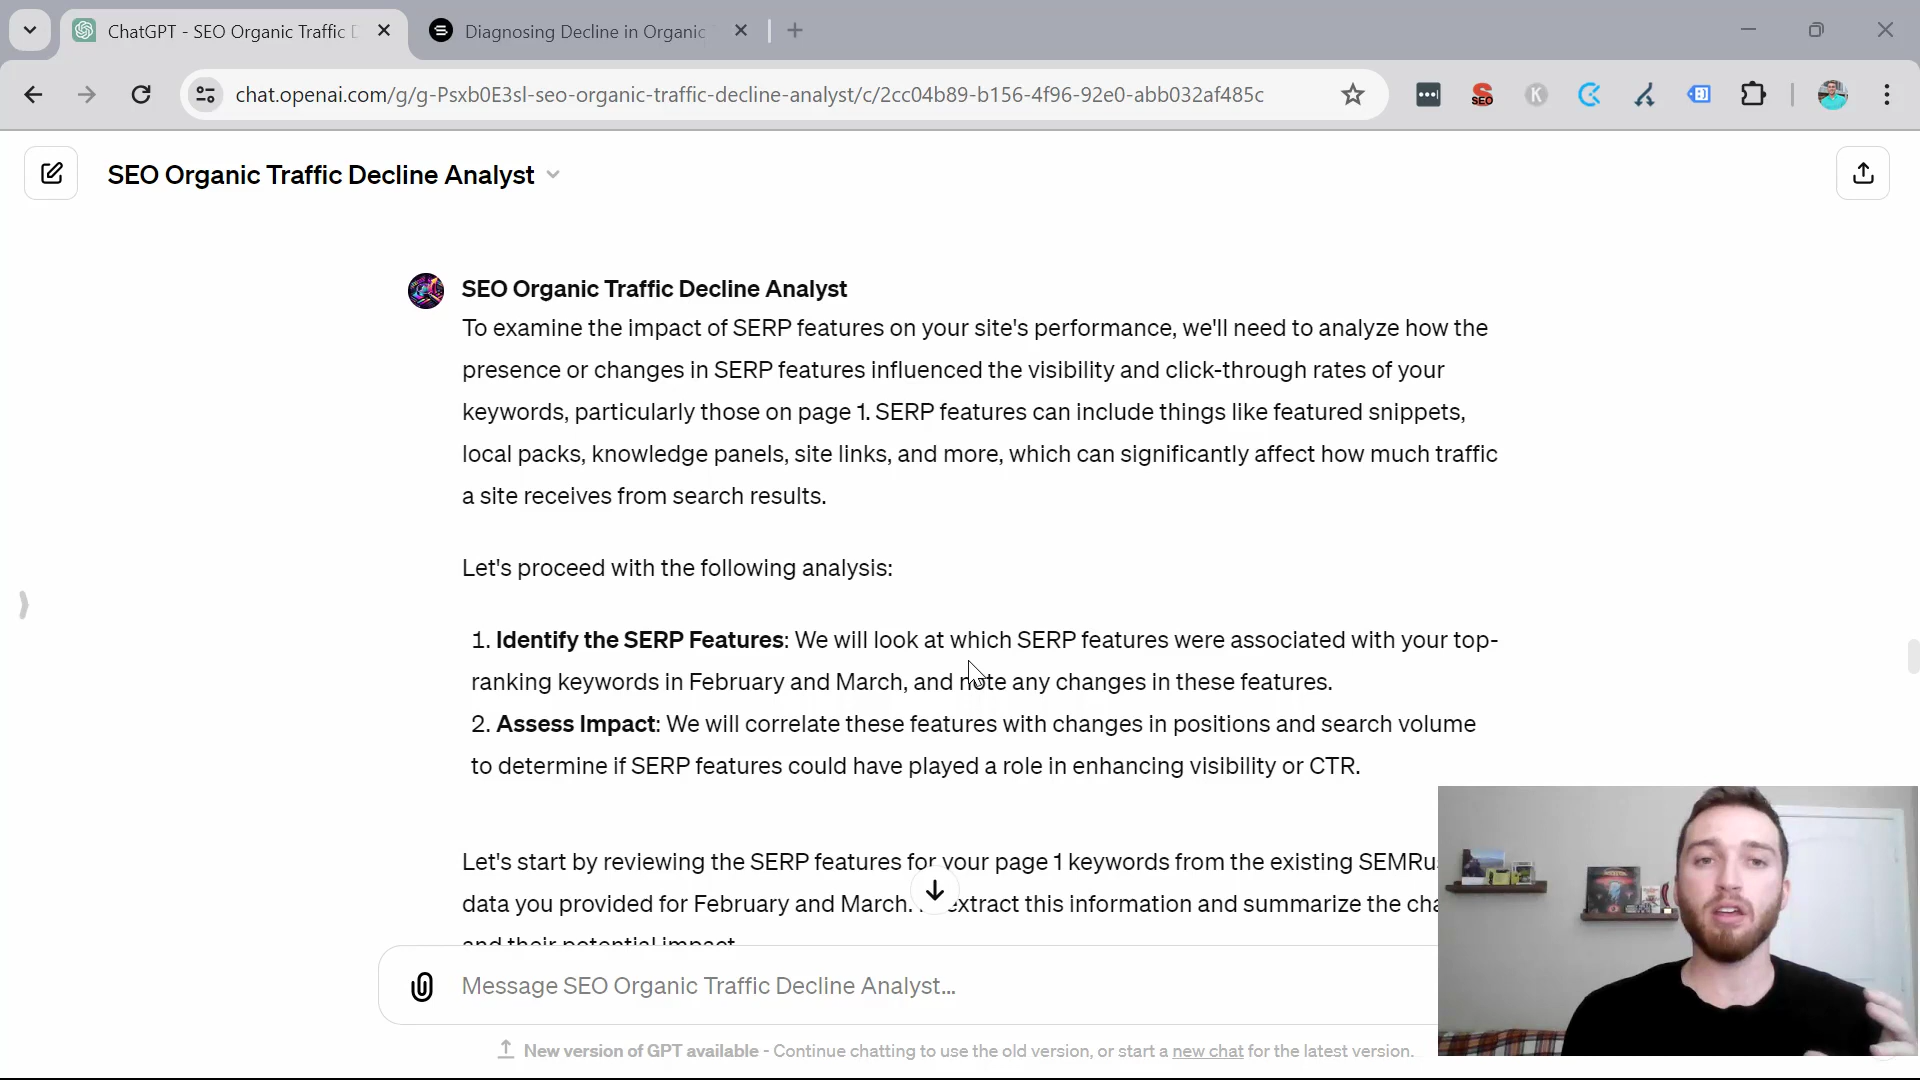 ChatGPT - SEO Organic Traffic D
Diagnosing Decline in Organic
chat.openai.com/g/g-Psxb0E3sl-seo-organic-traffic-decline-analyst/c/2cc04b89-b156-4f96-92e0-abb032af485c
SEO
K
SEO Organic Traffic Decline Analyst
SEO Organic Traffic Decline Analyst
To examine the impact of SERP features on your site's performance, we'll need to analyze how the
presence or changes in SERP features influenced the visibility and click-through rates of your
keywords, particularly those on page 1. SERP features can include things like featured snippets,
local packs, knowledge panels, site links, and more, which can significantly affect how much traffic
a site receives from search results.
Let's proceed with the following analysis:
1. Identify the SERP Features: We will look at which SERP features were associated with your top-
ranking keywords in February and March, and note any changes in these features.
2. Assess Impact: We will correlate these features with changes in positions and search volume
to determine if SERP features could have played a role in enhancing visibility or CTR.
Let's start by reviewing the SERP features for your page 1 keywords from the existing SEMRu
data you provided for February and March. extract this information and summarize the cha
and their potential impact.
Message SEO Organic Traffic Decline Analyst...
New version of GPT available - Continue chatting to use the old version, or start a new chat for the latest version.